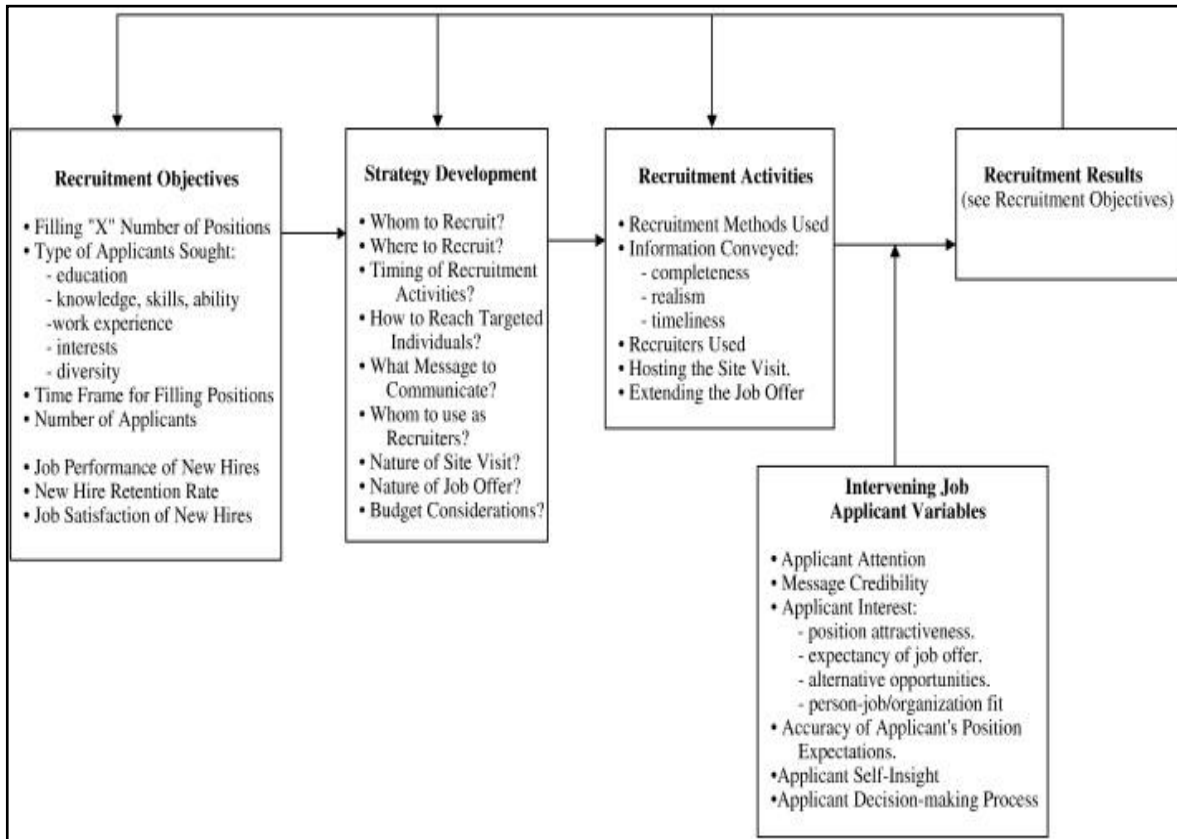 Recruitment Objectives
• Filling "X" Number of Positions
• Type of Applicants Sought:
- education
- knowledge, skills, ability
-work experience
- interests
- diversity
• Time Frame for Filling Positions
• Number of Applicants
• Job Performance of New Hires
• New Hire Retention Rate
• Job Satisfaction of New Hires
Strategy Development
• Whom to Recruit?
• Where to Recruit?
• Timing of Recruitment
Activities?
• How to Reach Targeted
Individuals?
• What Message to
Communicate?
• Whom to use as
Recruiters?
• Nature of Site Visit?
• Nature of Job Offer?
• Budget Considerations?
Recruitment Activities
• Recruitment Methods Used
• Information Conveyed:
- completeness
- realism
- timeliness
• Recruiters Used
• Hosting the Site Visit.
• Extending the Job Offer
Recruitment Results
(see Recruitment Objectives)
Intervening Job
Applicant Variables
• Applicant Attention
• Message Credibility
• Applicant Interest:
- position attractiveness.
- expectancy of job offer.
- alternative opportunities.
- person-job/organization fit
• Accuracy of Applicant's Position
Expectations.
• Applicant Self-Insight
• Applicant Decision-making Process